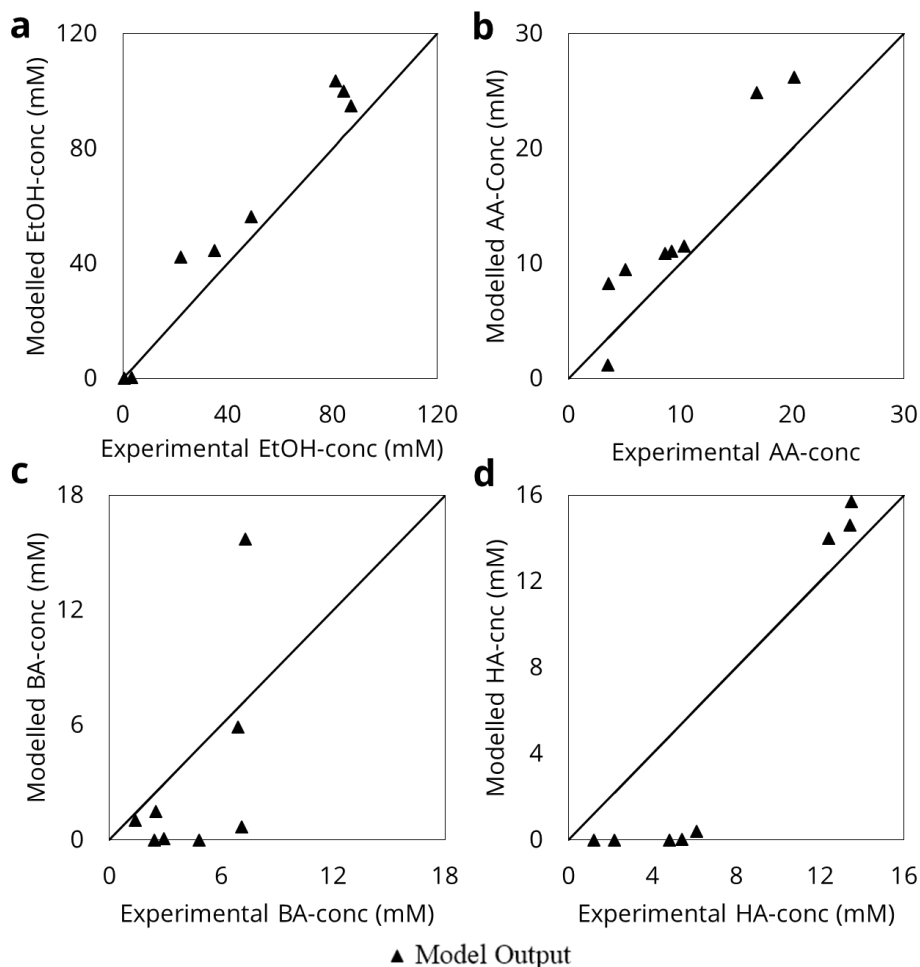 a
120
80
40
0
Modelled EtOH-conc (mM)
0 40 80 120
Experimental EtOH-conc (mM)
b
30
20
10
0
Modelled AA-Conc (mM)
0 10 20 30
Experimental AA-conc
c
18
12
6
0
Modelled BA-conc (mM)
0 6 12 18
Experimental BA-conc (mM)
d
16
12
8
4
0
Modelled HA-cnc (mM)
0 4 8 12 16
Experimental HA-conc (mM)
▲ Model Output